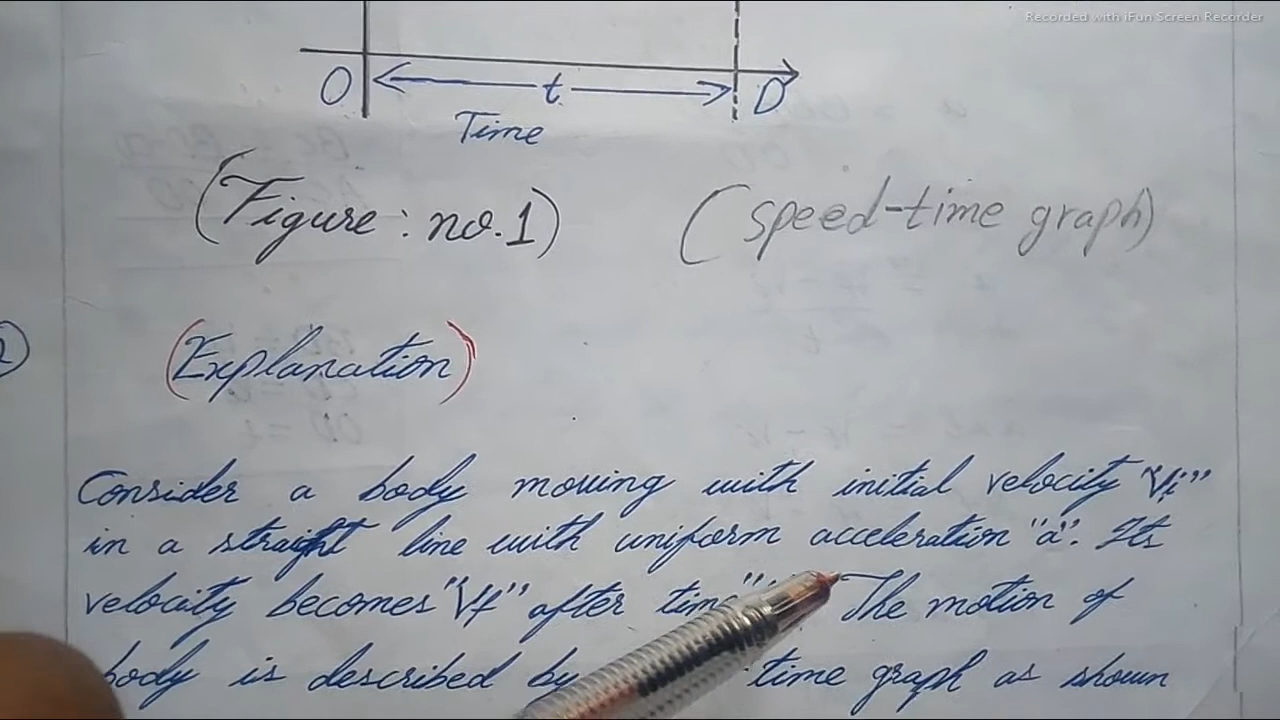 Recorded with iFun Screen Recorder
O t D
Time
(Figure : no.1) (speed-time graph)
2
(Explanation)
Consider a body moving with initial velocity "Vi"
in a straight line with uniform acceleration "a". Its
velocity becomes "Vf" after time The motion of
body is described by time graph as shown